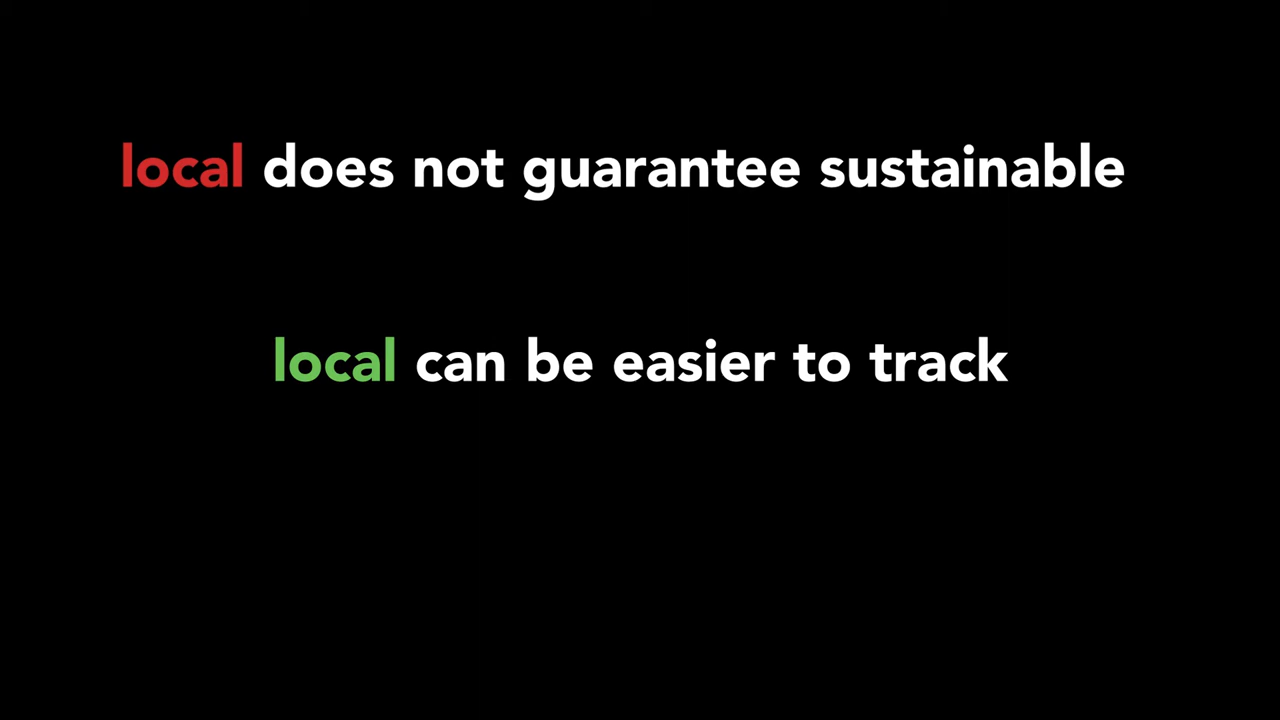 local does not guarantee sustainable
local can be easier to track